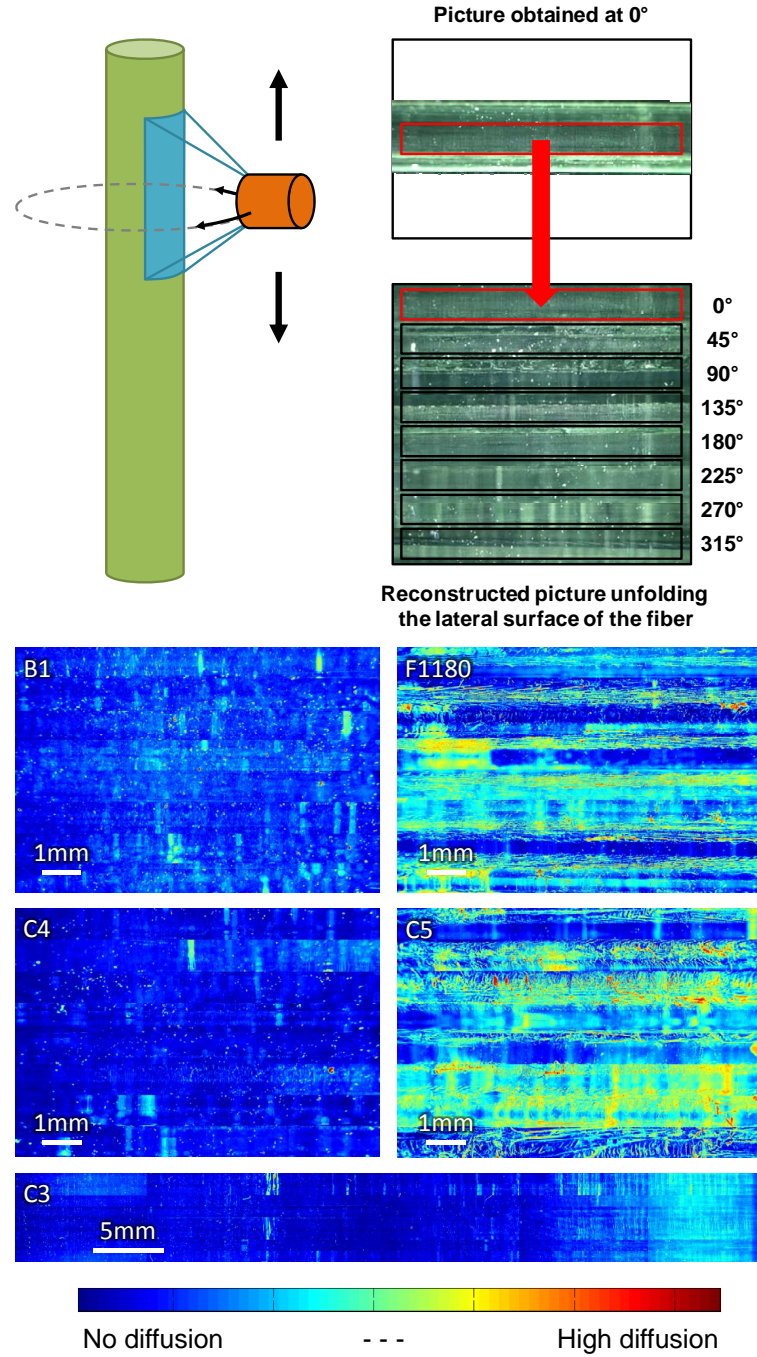 Picture obtained at 0°
0°
45°
90°
135°
180°
225°
270°
315°
Reconstructed picture unfolding
the lateral surface of the fiber
B1
1mm
F1180
1mm
C4
1mm
C5
1mm
C3
5mm
No diffusion
- - -
High diffusion